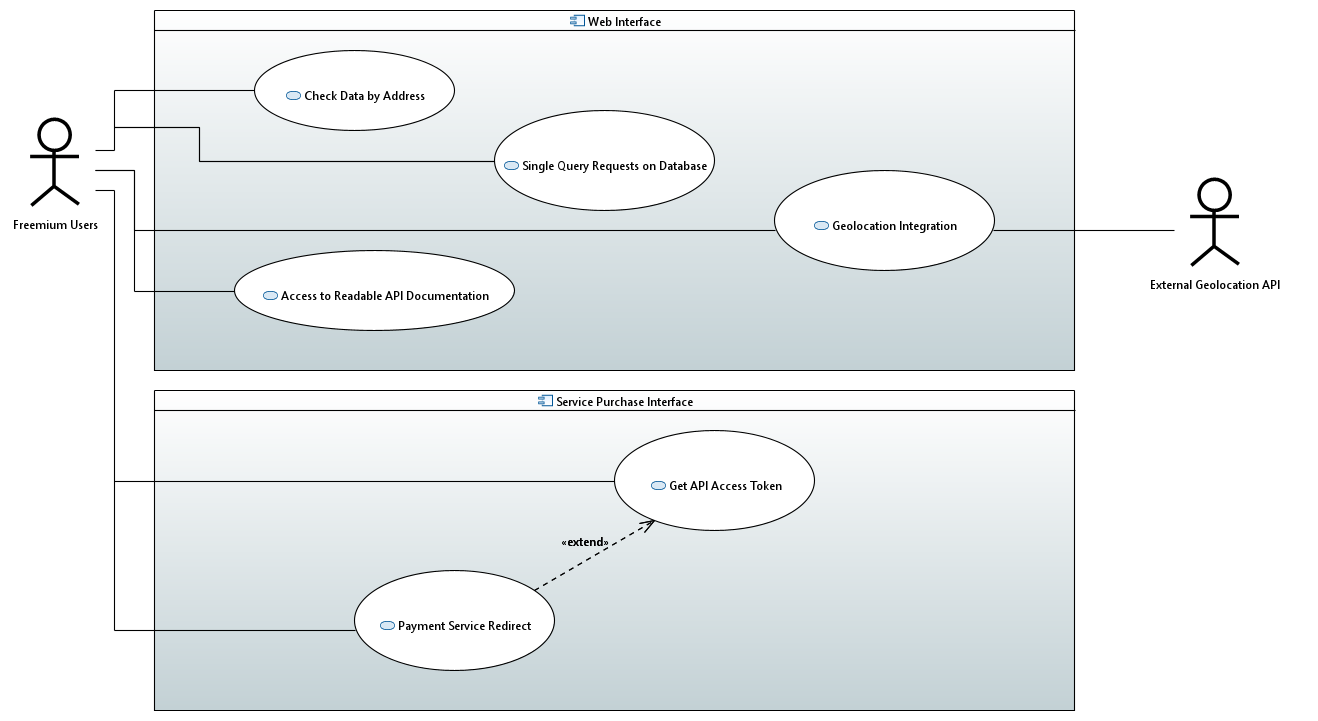 Web Interface
Check Data by Address
Single Query Requests on Database
Freemium Users
Geolocation Integration
External Geolocation API
Access to Readable API Documentation
Service Purchase Interface
Get API Access Token
«extend»
Payment Service Redirect